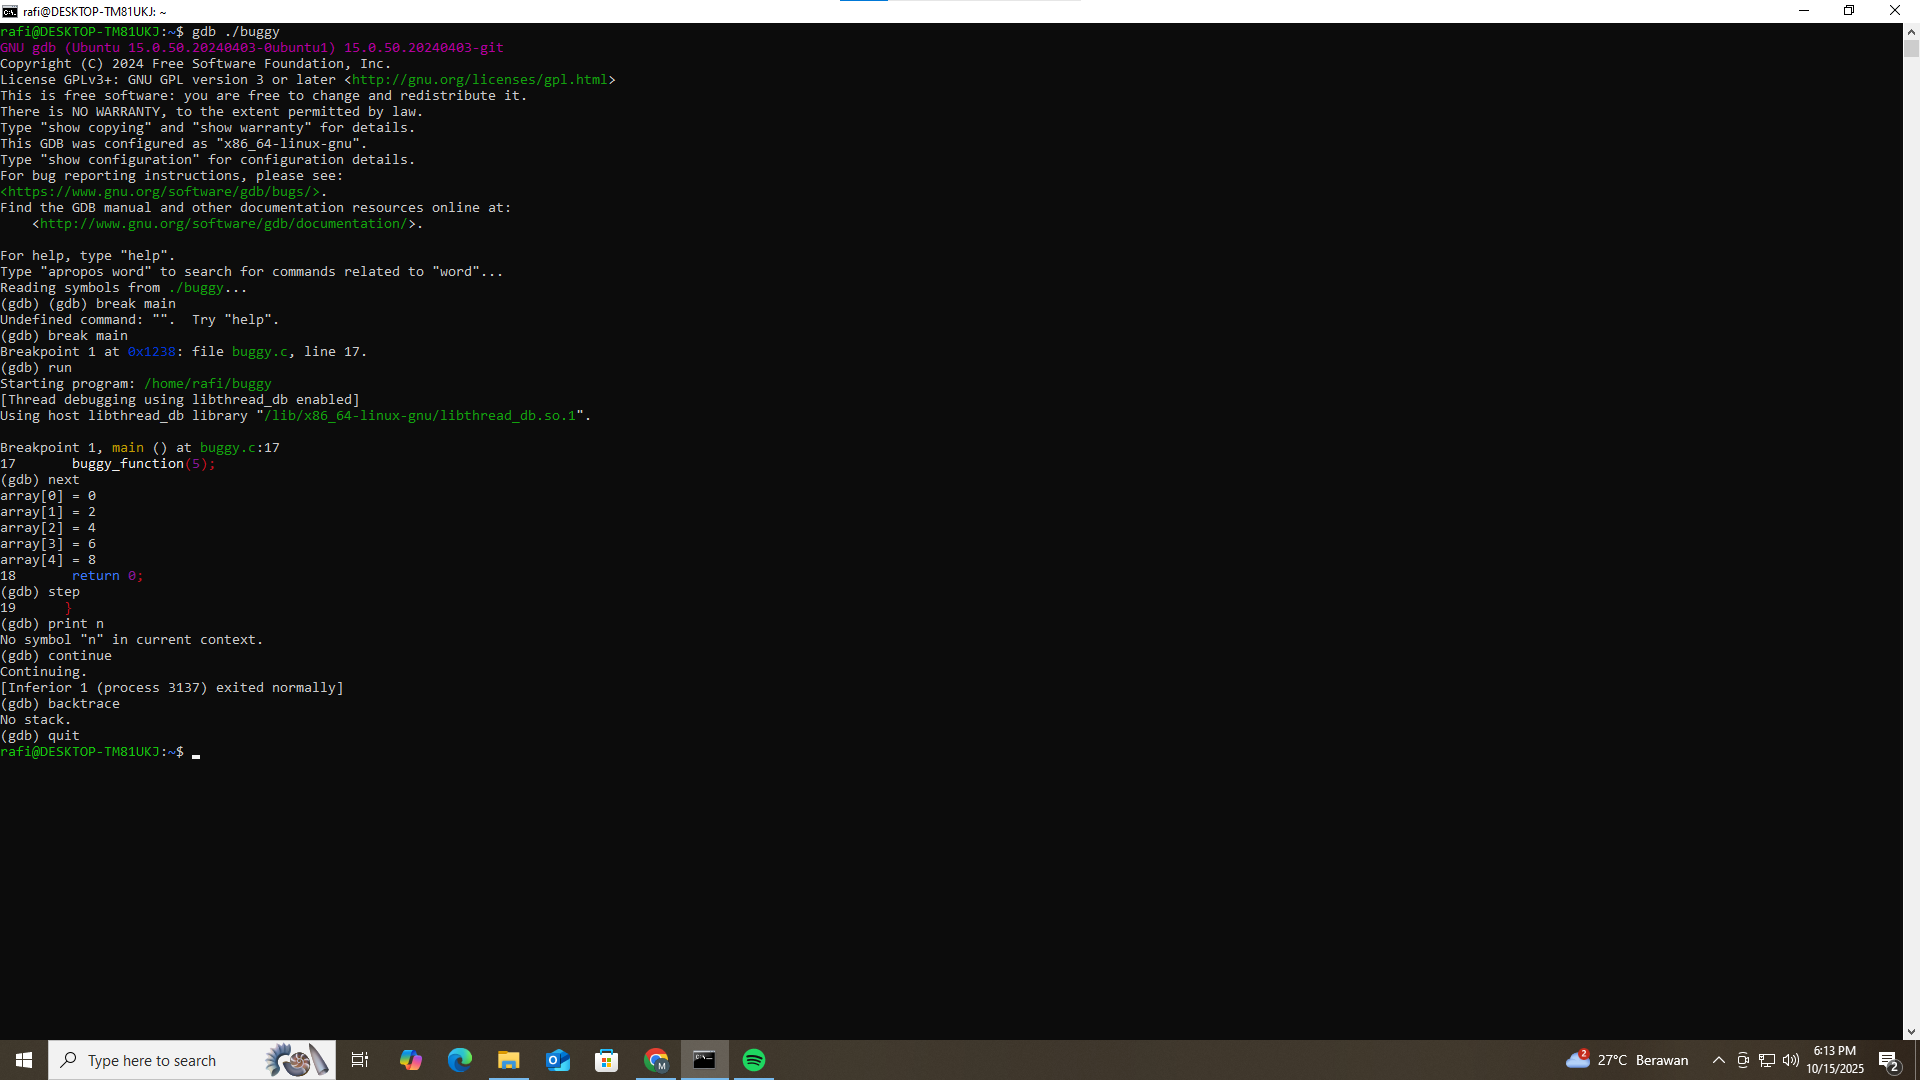 rafi@DESKTOP-TM81UKJ: ~
rafi@DESKTOP-TM81UKJ:~$ gdb ./buggy
GNU gdb (Ubuntu 15.0.50.20240403-0ubuntu1) 15.0.50.20240403-git
Copyright (C) 2024 Free Software Foundation, Inc.
License GPLv3+: GNU GPL version 3 or later <http://gnu.org/licenses/gpl.html>
This is free software: you are free to change and redistribute it.
There is NO WARRANTY, to the extent permitted by law.
Type "show copying" and "show warranty" for details.
This GDB was configured as "x86_64-linux-gnu".
Type "show configuration" for configuration details.
For bug reporting instructions, please see:
<https://www.gnu.org/software/gdb/bugs/>.
Find the GDB manual and other documentation resources online at:
    <http://www.gnu.org/software/gdb/documentation/>.
For help, type "help".
Type "apropos word" to search for commands related to "word"...
Reading symbols from ./buggy...
(gdb) (gdb) break main
Undefined command: "".  Try "help".
(gdb) break main
Breakpoint 1 at 0x1238: file buggy.c, line 17.
(gdb) run
Starting program: /home/rafi/buggy
[Thread debugging using libthread_db enabled]
Using host libthread_db library "/lib/x86_64-linux-gnu/libthread_db.so.1".
Breakpoint 1, main () at buggy.c:17
17       buggy_function(5);
(gdb) next
array[0] = 0
array[1] = 2
array[2] = 4
array[3] = 6
array[4] = 8
18       return 0;
(gdb) step
19      }
(gdb) print n
No symbol "n" in current context.
(gdb) continue
Continuing.
[Inferior 1 (process 3137) exited normally]
(gdb) backtrace
No stack.
(gdb) quit
rafi@DESKTOP-TM81UKJ:~$
Type here to search
M
2
27°C Berawan
6:13 PM
10/15/2025
2